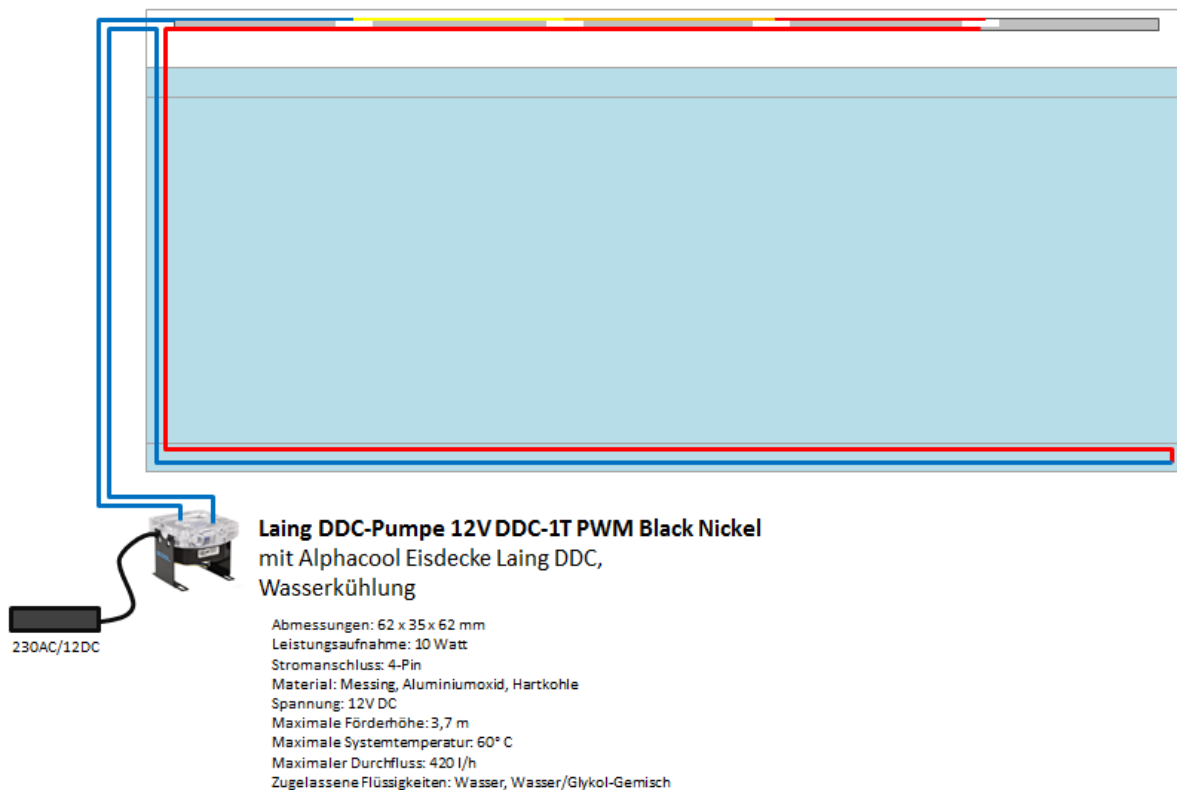 Laing DDC-Pumpe 12V DDC-1T PWM Black Nickel
mit Alphacool Eisdecke Laing DDC,
Wasserkühlung
230AC/12DC
Abmessungen: 62 x 35 x 62 mm
Leistungsaufnahme: 10 Watt
Stromanschluss: 4-Pin
Material: Messing, Aluminiumoxid, Hartkohle
Spannung: 12V DC
Maximale Förderhöhe: 3,7 m
Maximale Systemtemperatur: 60° C
Maximaler Durchfluss: 420 l/h
Zugelassene Flüssigkeiten: Wasser, Wasser/Glykol-Gemisch